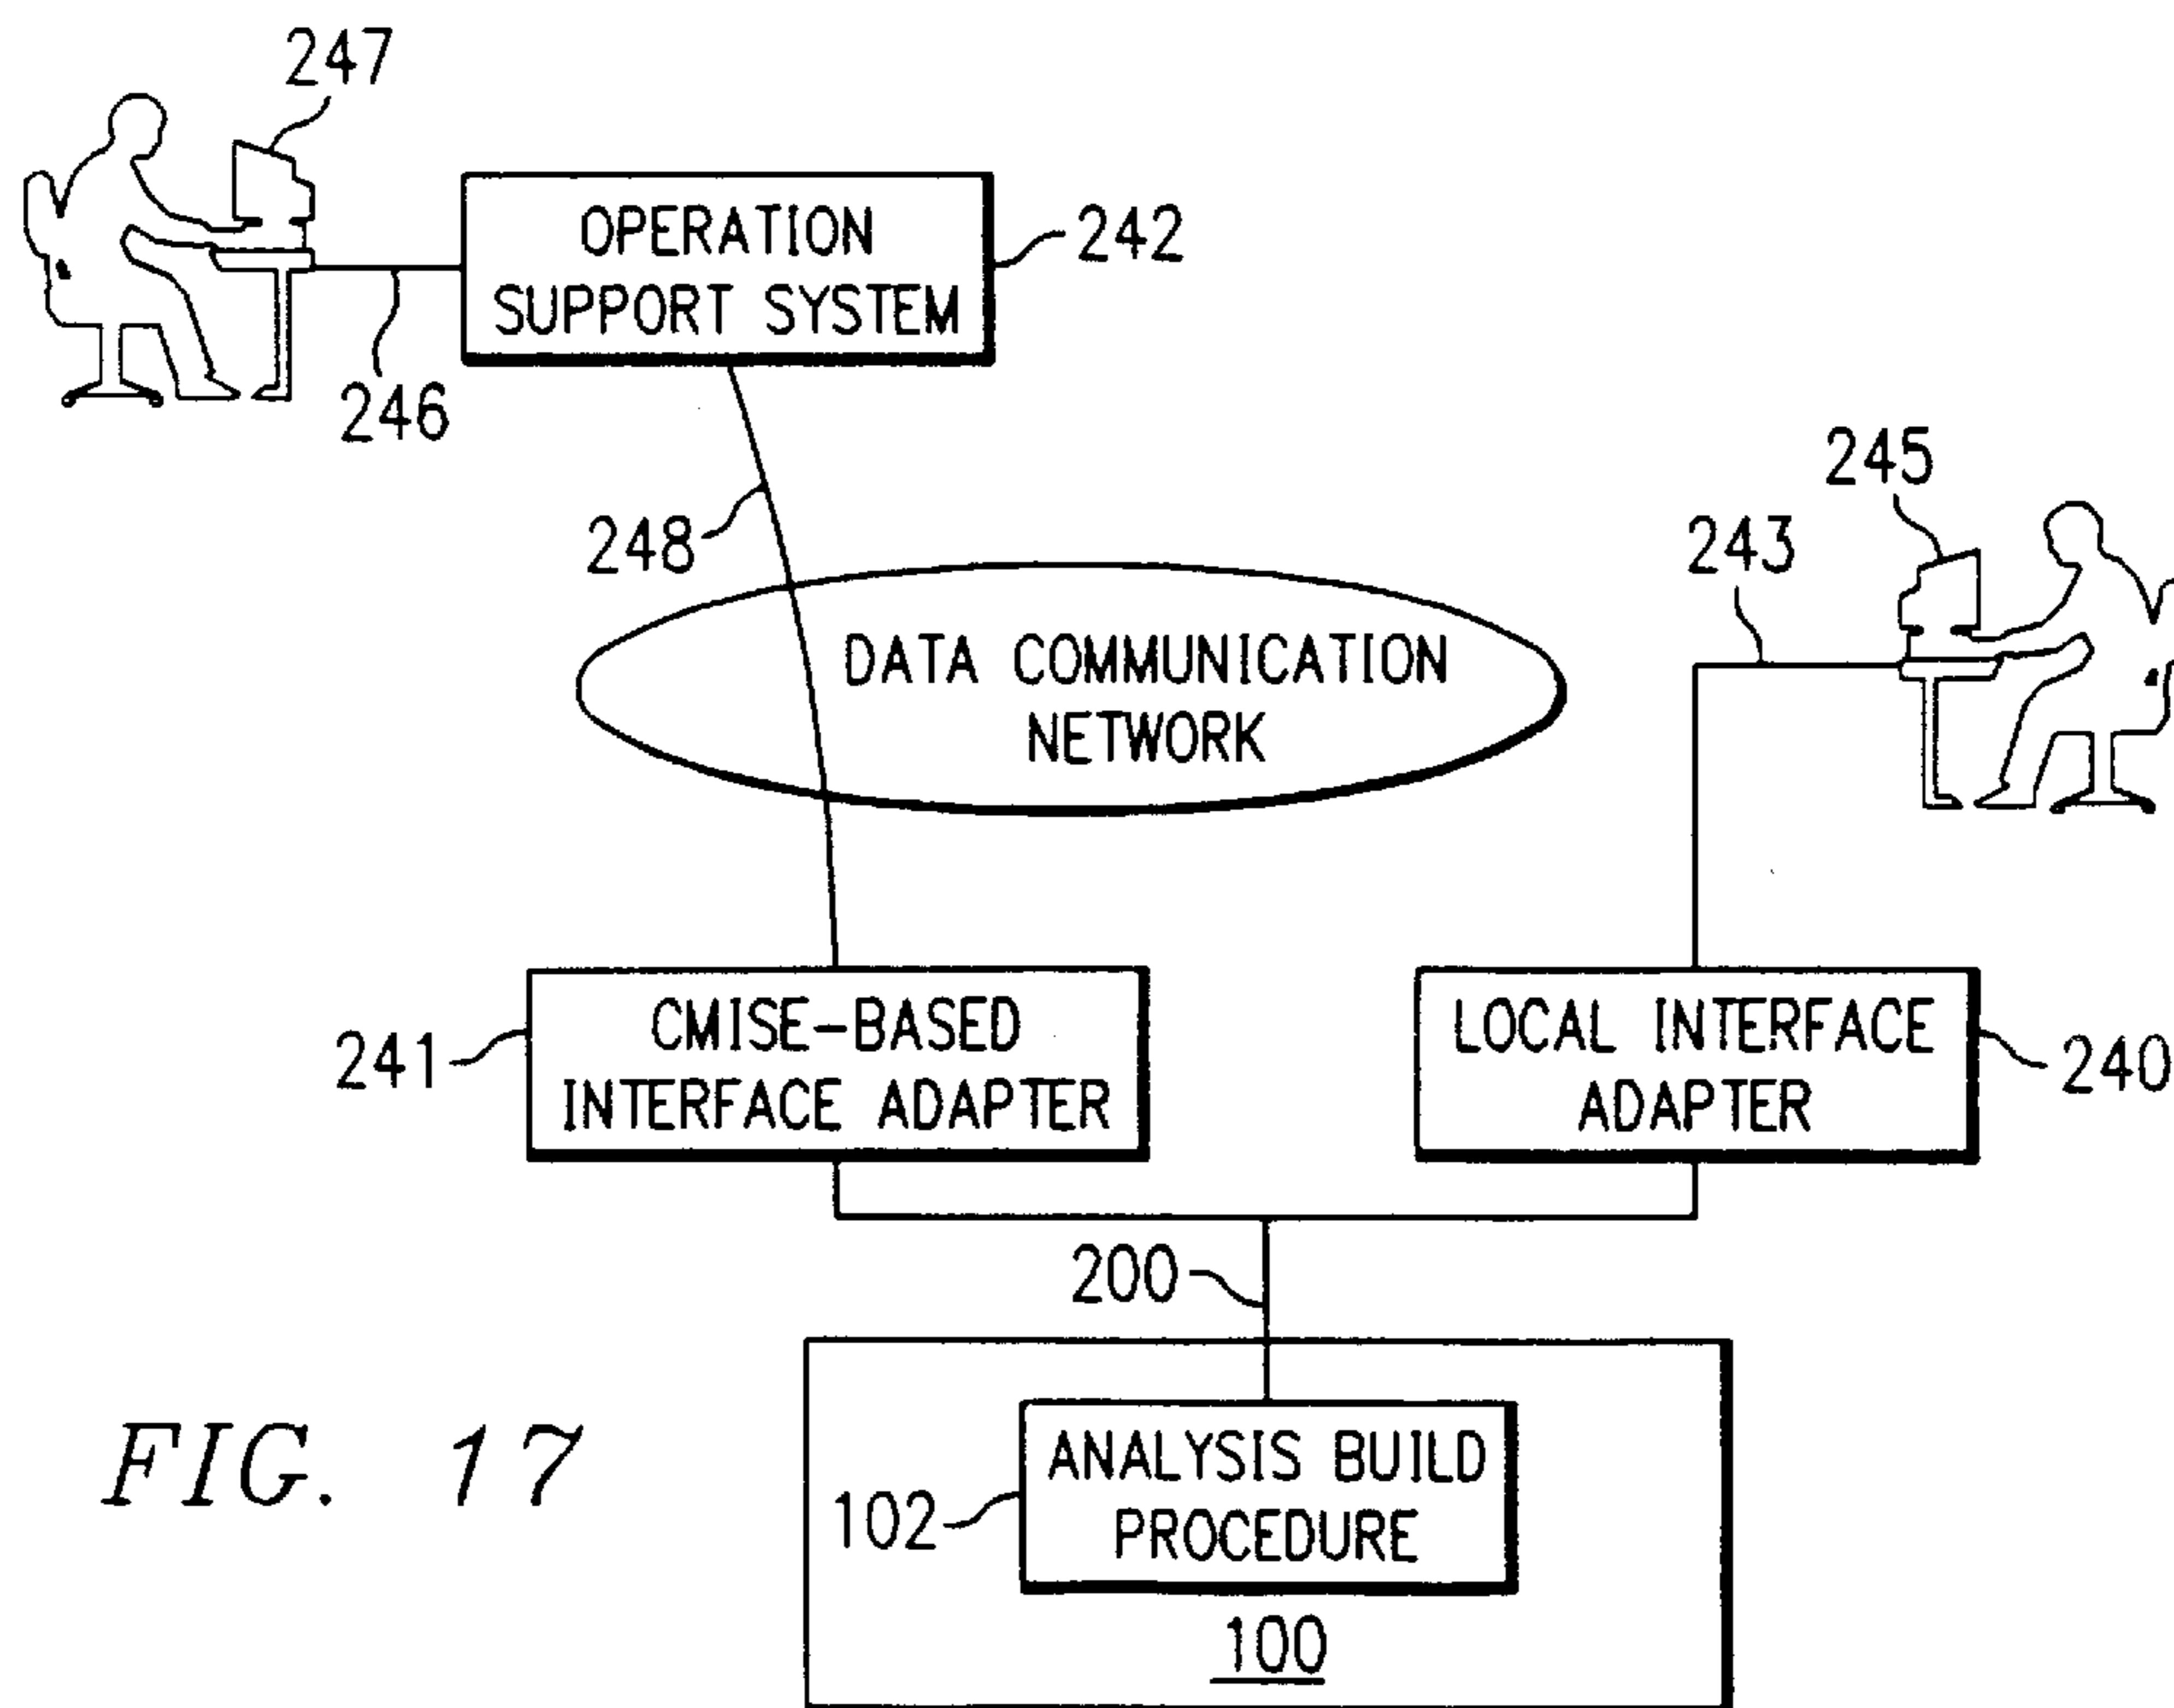 247
OPERATION
SUPPORT SYSTEM
242
246
248
245
243
DATA COMMUNICATION
NETWORK
CMISE-BASED
INTERFACE ADAPTER
241
LOCAL INTERFACE
ADAPTER
240
200
ANALYSIS BUILD
PROCEDURE
102
100
FIG. 17